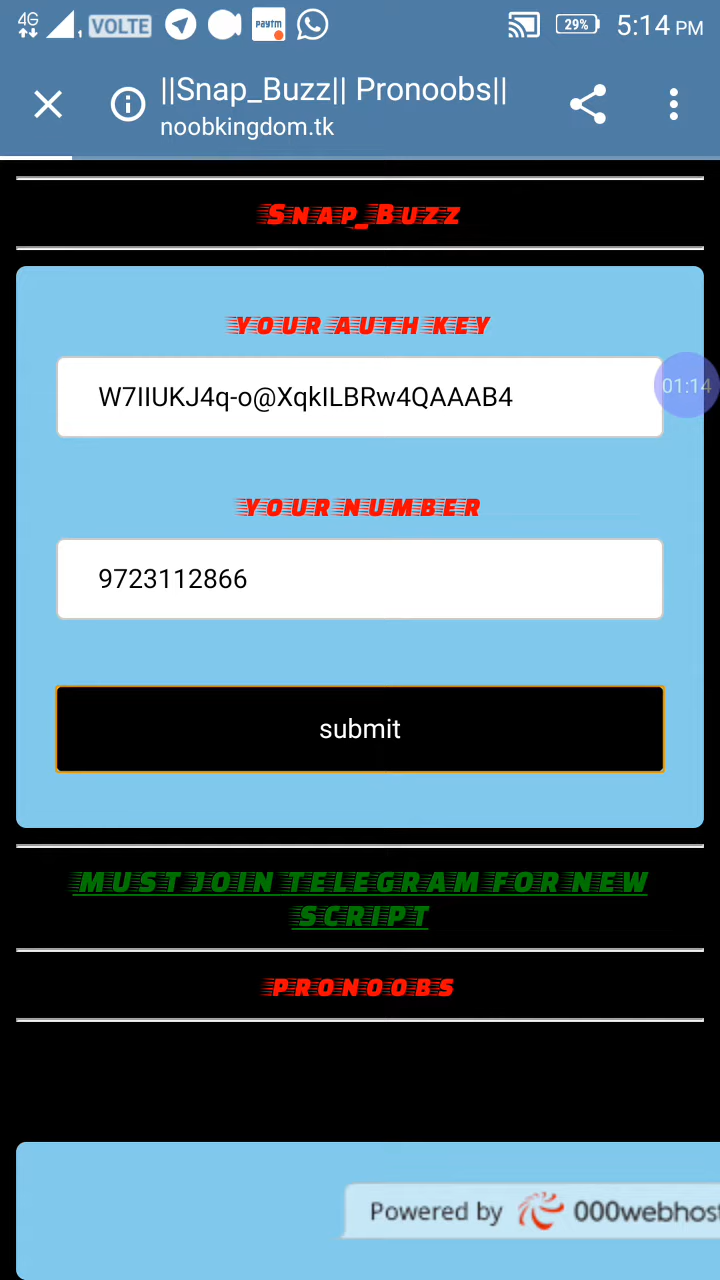 4G VOLTE paytm 29% 5:14 PM
||Snap_Buzz|| Pronoobs||
noobkingdom.tk
Snap_Buzz
YOUR AUTH KEY
W7IIUKJ4q-o@XqkILBRw4QAAAB4
01:14
YOUR NUMBER
9723112866
submit
MUST JOIN TELEGRAM FOR NEW
SCRIPT
PRONOOBS
Powered by 000webhost